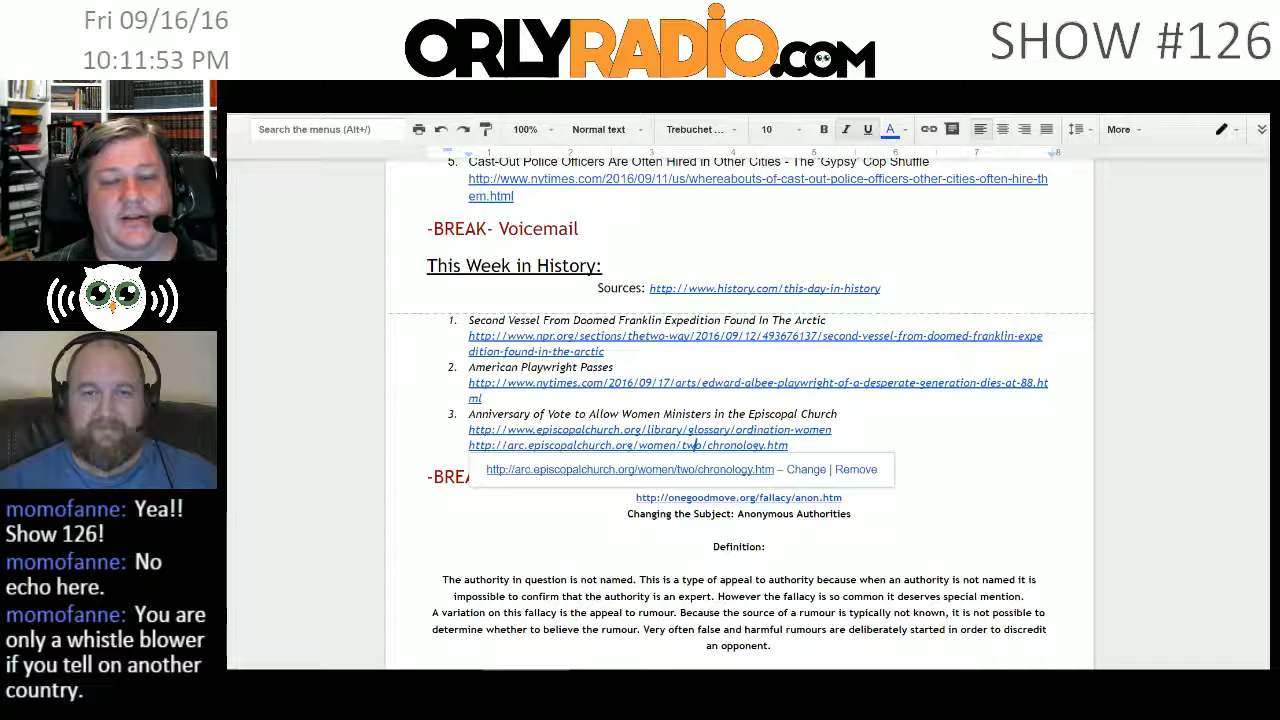 Fri 09/16/16
10:11:53 PM
ORLYRADIO.COM
SHOW #126
Search the menus (Alt+/)
100%
Normal text
Trebuchet ...
10
B
I
U
A
More
1
2
3
4
5
6
7
8
5. Cast-Out Police Officers Are Often Hired in Other Cities - The 'Gypsy' Cop Shuffle
http://www.nytimes.com/2016/09/11/us/whereabouts-of-cast-out-police-officers-other-cities-often-hire-th
em.html
-BREAK- Voicemail
This Week in History:
Sources: http://www.history.com/this-day-in-history
1. Second Vessel From Doomed Franklin Expedition Found In The Arctic
http://www.npr.org/sections/thetwo-way/2016/09/12/493676137/second-vessel-from-doomed-franklin-expe
dition-found-in-the-arctic
2. American Playwright Passes
http://www.nytimes.com/2016/09/17/arts/edward-albee-playwright-of-a-desperate-generation-dies-at-88.ht
ml
3. Anniversary of Vote to Allow Women Ministers in the Episcopal Church
http://www.episcopalchurch.org/library/glossary/ordination-women
http://arc.episcopalchurch.org/women/two/chronology.htm
http://arc.episcopalchurch.org/women/two/chronology.htm – Change | Remove
-BREA
http://onegoodmove.org/fallacy/anon.htm
Changing the Subject: Anonymous Authorities
Definition:
The authority in question is not named. This is a type of appeal to authority because when an authority is not named it is
impossible to confirm that the authority is an expert. However the fallacy is so common it deserves special mention.
A variation on this fallacy is the appeal to rumour. Because the source of a rumour is typically not known, it is not possible to
determine whether to believe the rumour. Very often false and harmful rumours are deliberately started in order to discredit
an opponent.
momofanne: Yea!!
Show 126!
momofanne: No
echo here.
momofanne: You are
only a whistle blower
if you tell on another
country.